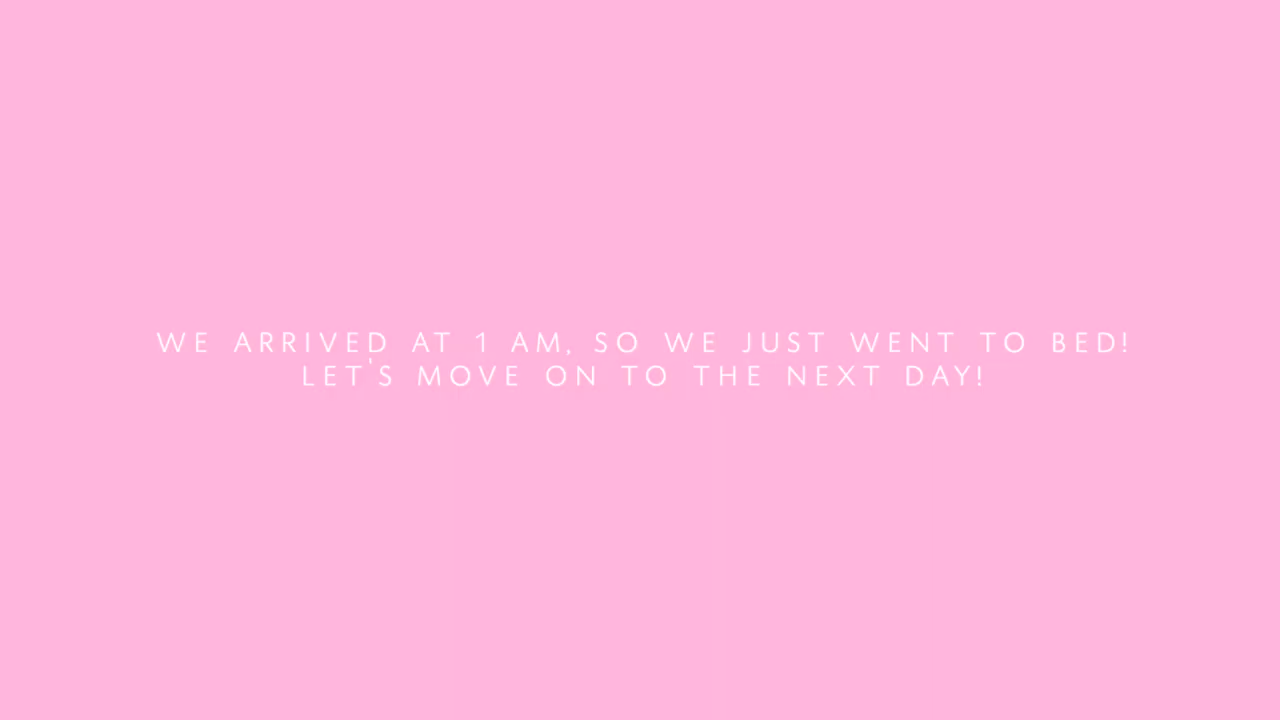 WE ARRIVED AT 1 AM, SO WE JUST WENT TO BED!
LET'S MOVE ON TO THE NEXT DAY!